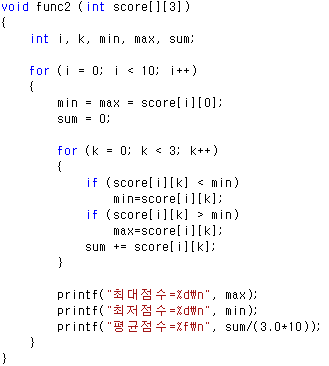 void func2 (int score[][3])
{
    int i, k, min, max, sum;

    for (i = 0; i < 10; i++)
    {
        min = max = score[i][0];
        sum = 0;

        for (k = 0; k < 3; k++)
        {
            if (score[i][k] < min)
                min=score[i][k];
            if (score[i][k] > min)
                max=score[i][k];
            sum += score[i][k];
        }

        printf("최대점수=%d₩n", max);
        printf("최저점수=%d₩n", min);
        printf("평균점수=%f₩n", sum/(3.0*10));
    }
}